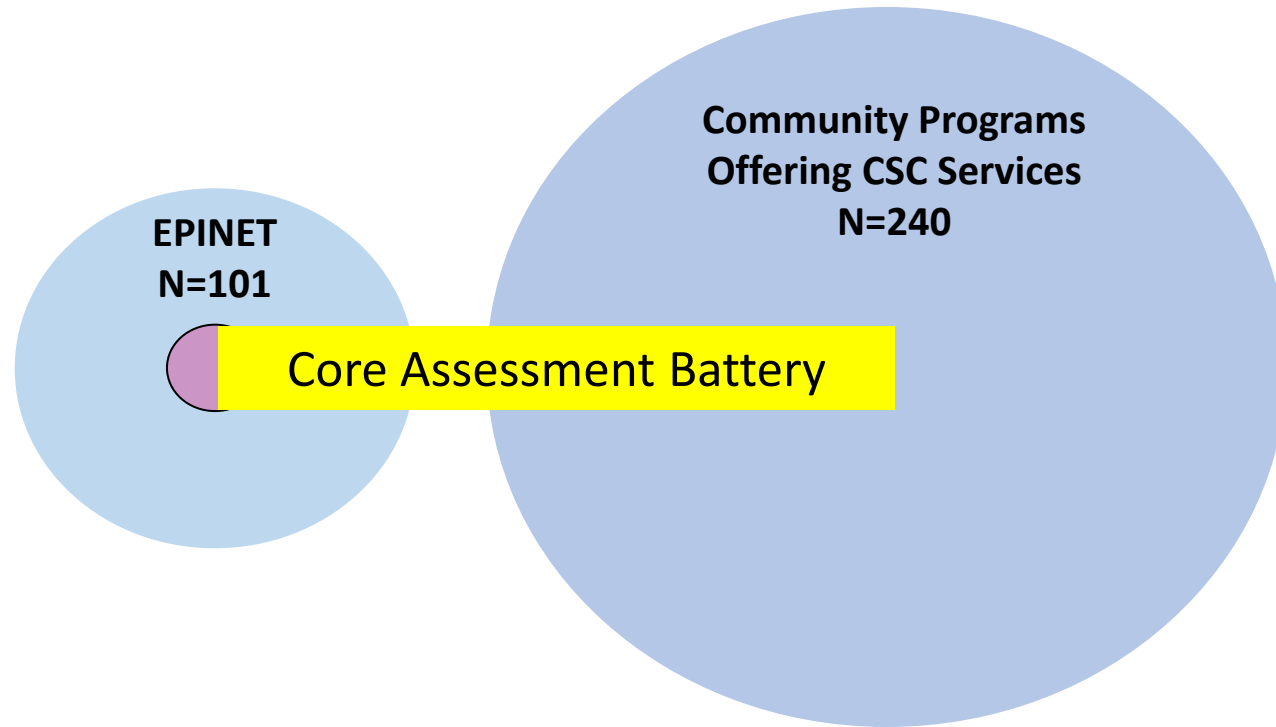 EPINET
N=101
Community Programs
Offering CSC Services
N=240
Core Assessment Battery